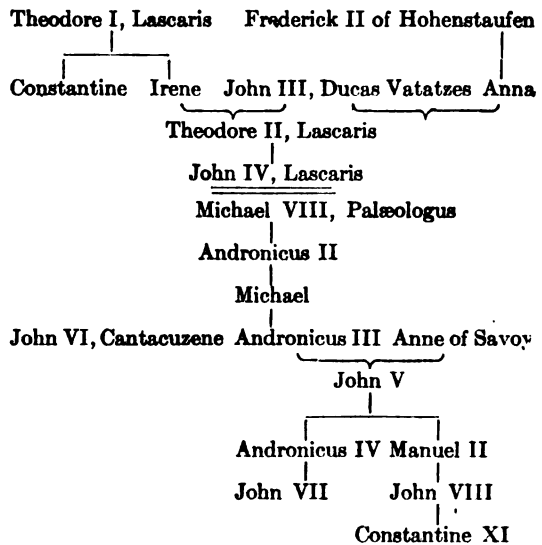 Theodore I, Lascaris Frederick II of Hohenstaufen
Constantine Irene John III, Ducas Vatatzes Anna
Theodore II, Lascaris
John IV, Lascaris
Michael VIII, Palæologus
Andronicus II
Michael
John VI, Cantacuzene Andronicus III Anne of Savoy
John V
Andronicus IV Manuel II
John VII John VIII
Constantine XI